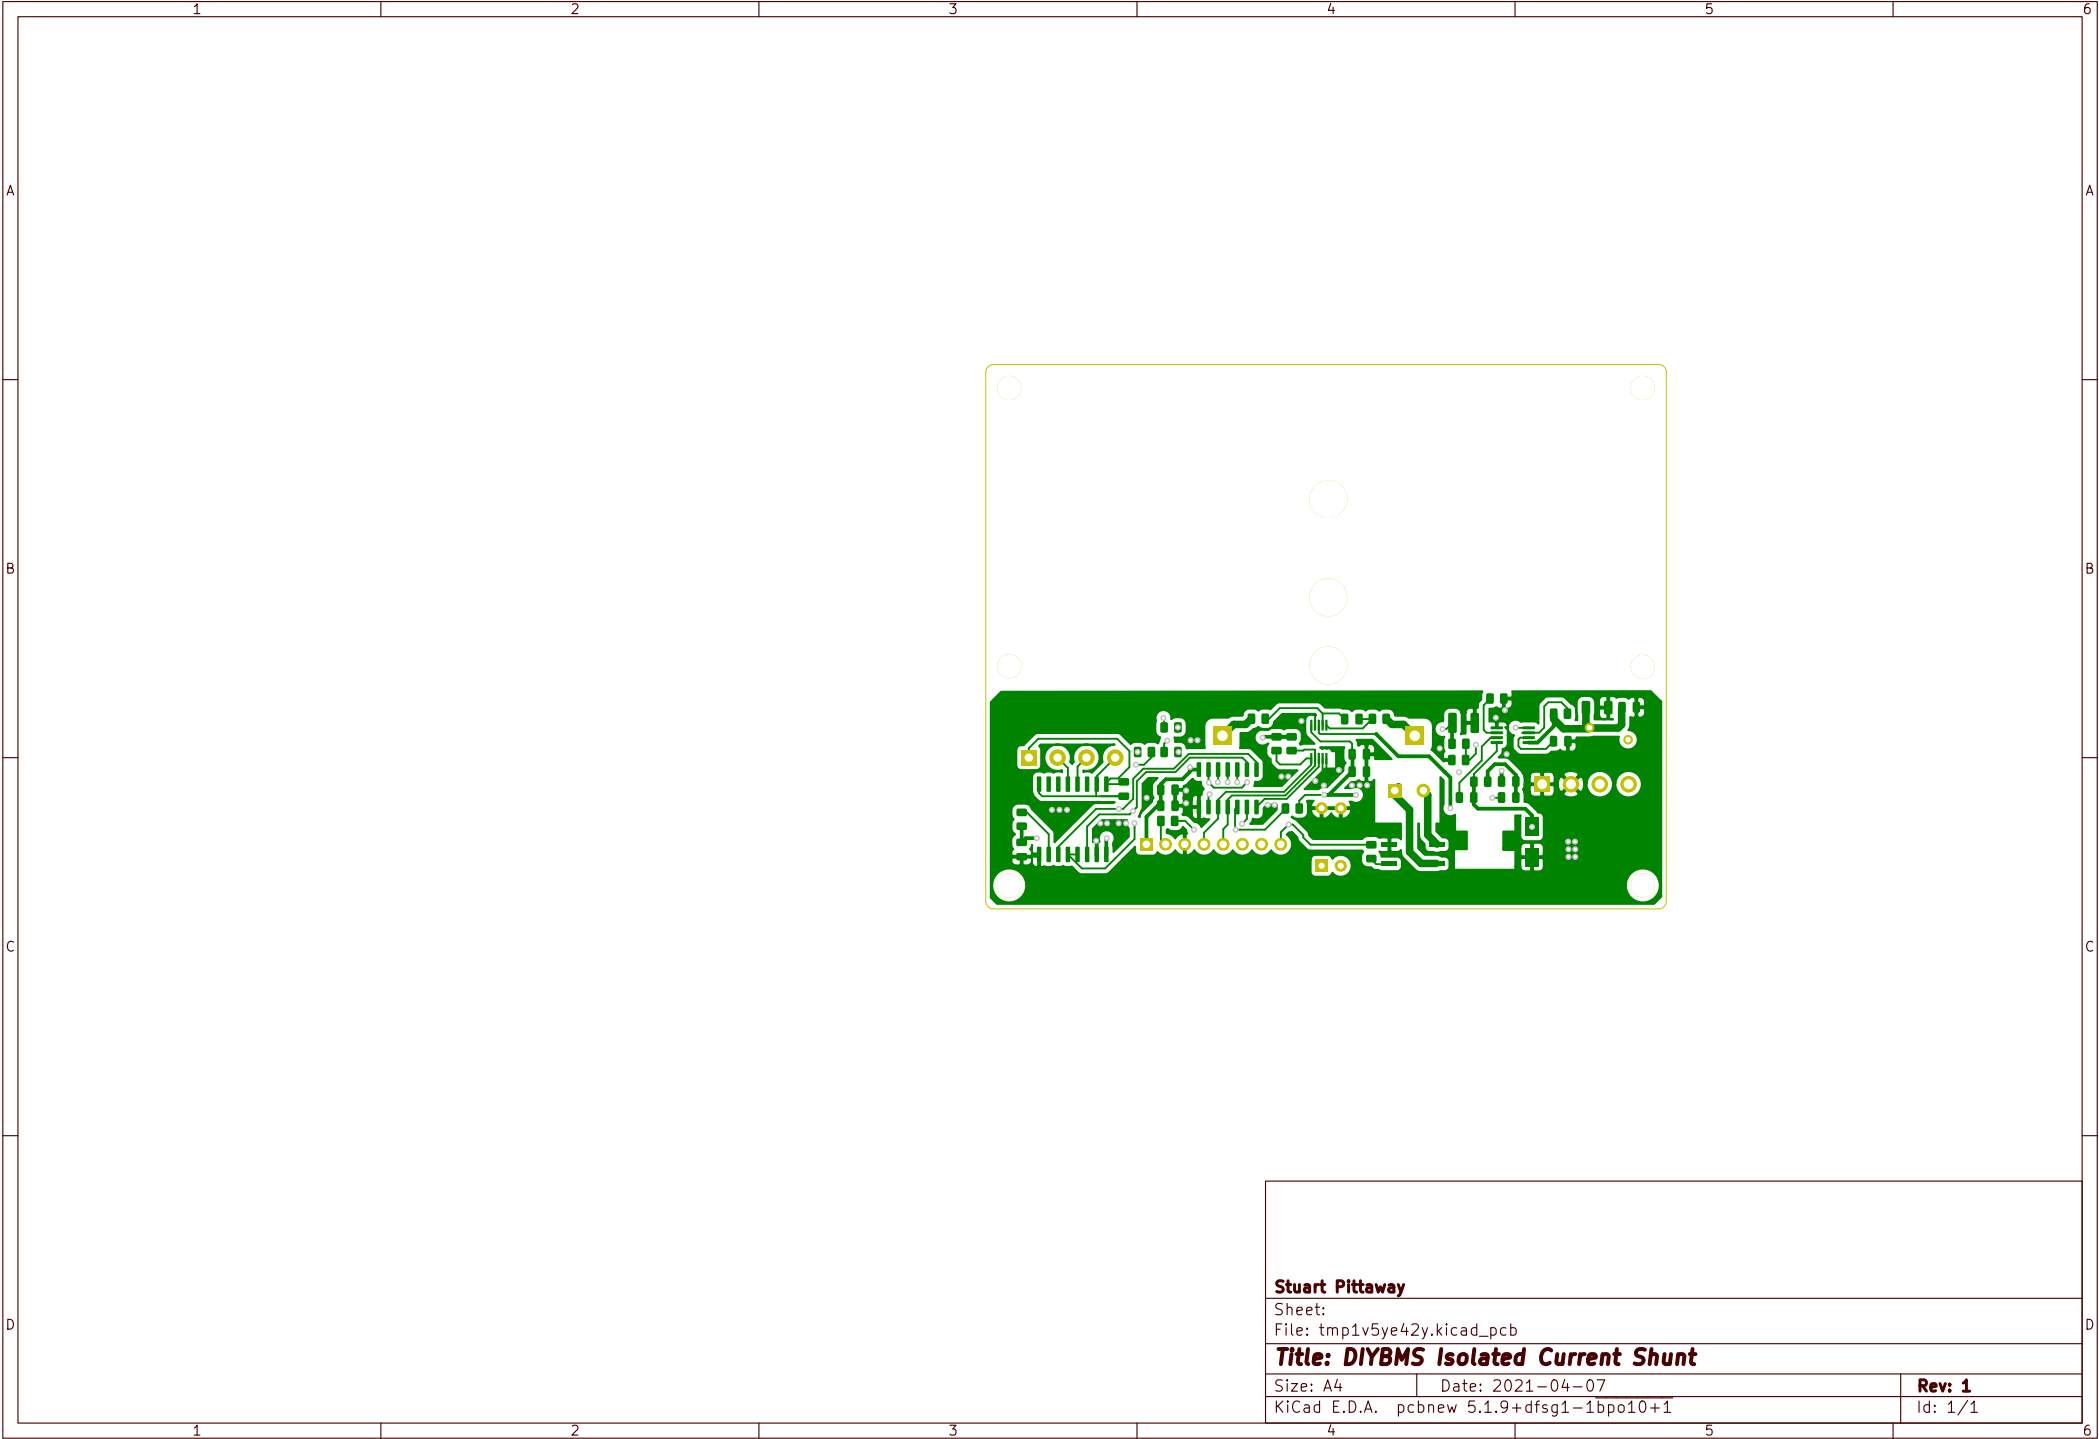 1 2 3 4 5 6
A A
B B
C C
D D
Stuart Pittaway
Sheet:
File: tmp1v5ye42y.kicad_pcb
Title: DIYBMS Isolated Current Shunt
Size: A4 Date: 2021-04-07 Rev: 1
KiCad E.D.A. pcbnew 5.1.9+dfsg1-1bpo10+1 Id: 1/1
1 2 3 4 5 6